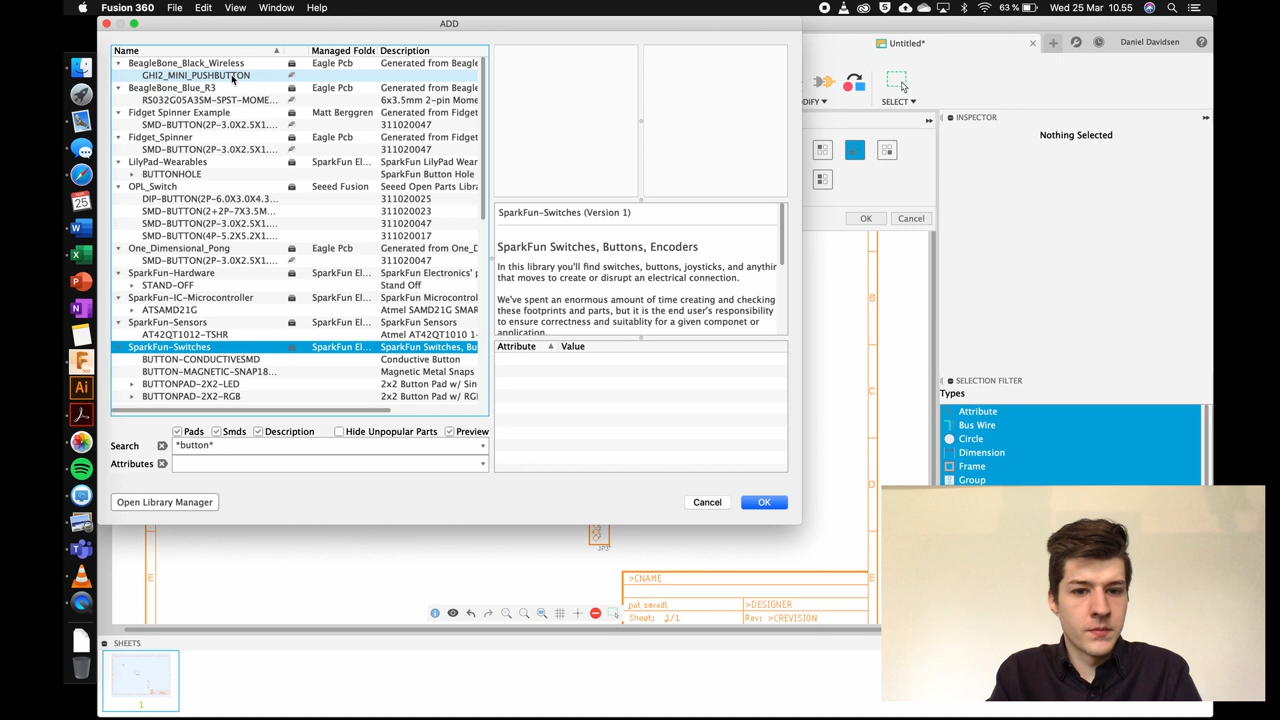 Fusion 360 File Edit View Window Help
63 % Wed 25 Mar 10.55
ADD
Untitled*
Daniel Davidsen
Name Managed Folde Description
BeagleBone_Black_Wireless Eagle Pcb Generated from Beagle
GHI2_MINI_PUSHBUTTON
BeagleBone_Blue_R3 Eagle Pcb Generated from Beagle
RS032G05A3SM-SPST-MOME... 6x3.5mm 2-pin Mome
Fidget Spinner Example Matt Berggren Generated from Fidget
SMD-BUTTON(2P-3.0X2.5X1.... 311020047
Fidget_Spinner Eagle Pcb Generated from Fidget
SMD-BUTTON(2P-3.0X2.5X1.... 311020047
LilyPad-Wearables SparkFun El... SparkFun LilyPad Wear
BUTTONHOLE SparkFun Button Hole
OPL_Switch Seeed Fusion Seeed Open Parts Libra
DIP-BUTTON(2P-6.0X3.0X4.3... 311020025
SMD-BUTTON(2+2P-7X3.5M... 311020023
SMD-BUTTON(2P-3.0X2.5X1.... 311020047
SMD-BUTTON(4P-5.2X5.2X1.... 311020017
One_Dimensional_Pong Eagle Pcb Generated from One_D
SMD-BUTTON(2P-3.0X2.5X1.... 311020047
SparkFun-Hardware SparkFun El... SparkFun Electronics' p
STAND-OFF Stand Off
SparkFun-IC-Microcontroller SparkFun El... SparkFun Microcontrol
ATSAMD21G Atmel SAMD21G SMAR
SparkFun-Sensors SparkFun El... SparkFun Sensors
AT42QT1012-TSHR Atmel AT42QT1010 1-
SparkFun-Switches SparkFun El... SparkFun Switches, Bu
BUTTON-CONDUCTIVESMD Conductive Button
BUTTON-MAGNETIC-SNAP18... Magnetic Metal Snaps
BUTTONPAD-2X2-LED 2x2 Button Pad w/ Sin
BUTTONPAD-2X2-RGB 2x2 Button Pad w/ RGI
SparkFun-Switches (Version 1)
SparkFun Switches, Buttons, Encoders
In this library you'll find switches, buttons, joysticks, and anythir
that moves to create or disrupt an electrical connection.
We've spent an enormous amount of time creating and checking
these footprints and parts, but it is the end user's responsibility
to ensure correctness and suitablity for a given componet or
application.
Attribute Value
Pads Smds Description Hide Unpopular Parts Preview
Search *button*
Attributes
Open Library Manager Cancel OK
DIFY SELECT
OK Cancel
INSPECTOR
Nothing Selected
SELECTION FILTER
Types
Attribute
Bus Wire
Circle
Dimension
Frame
Group
B
C
D
E E
JP3
>CNAME
not saved! >DESIGNER
Sheet: 1/1 Rev: >CREVISION
SHEETS
1
25